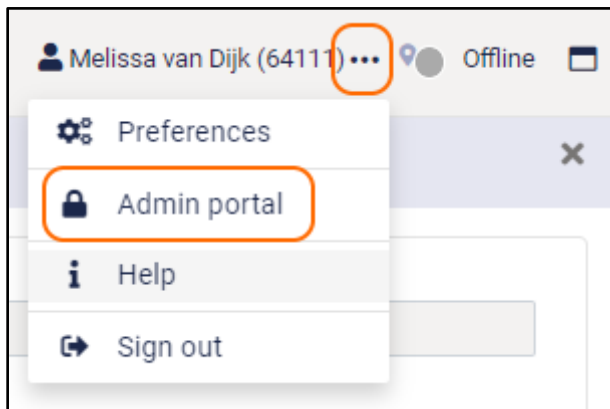 Melissa van Dijk (64111) ••• Offline
Preferences
Admin portal
Help
Sign out